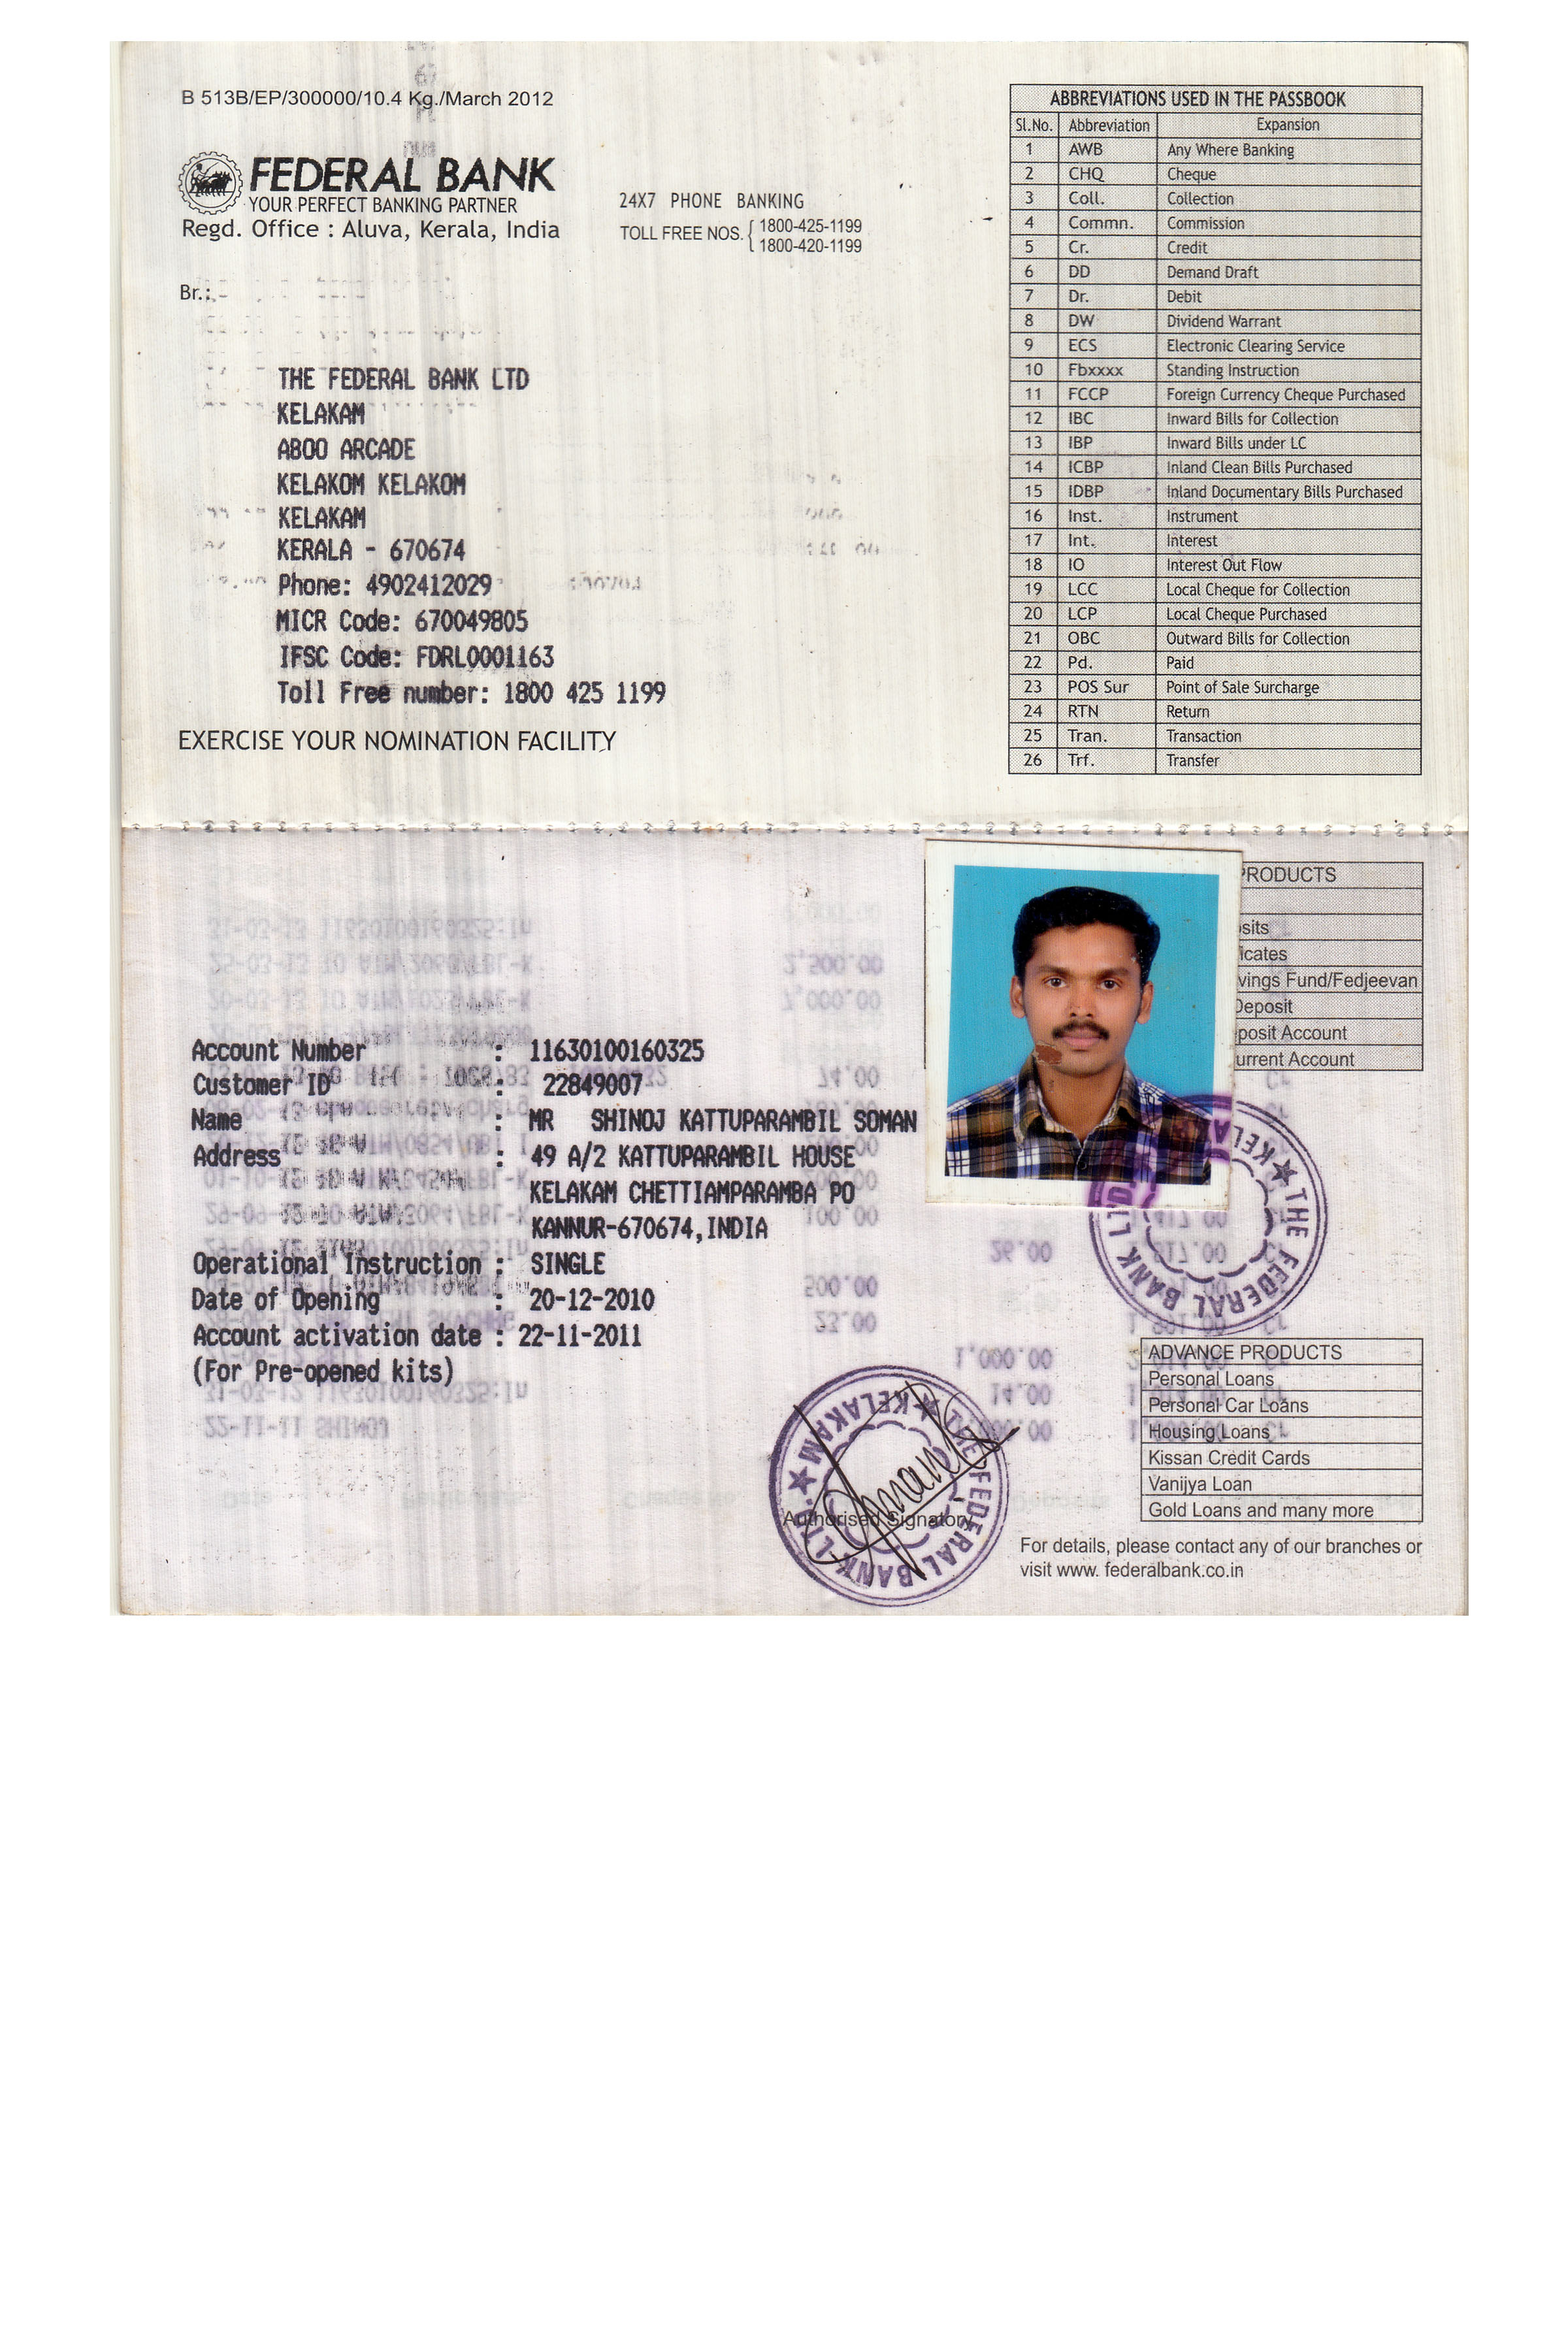 B 513B/EP/300000/10.4 Kg./March 2012
FEDERAL BANK
YOUR PERFECT BANKING PARTNER
Regd. Office : Aluva, Kerala, India
24X7 PHONE BANKING
TOLL FREE NOS. { 1800-425-1199
1800-420-1199
Br.:
THE FEDERAL BANK LTD
KELAKAM
ABOO ARCADE
KELAKOM KELAKOM
KELAKAM
KERALA - 670674
Phone: 4902412029
MICR Code: 670049805
IFSC Code: FDRL0001163
Toll Free number: 1800 425 1199
EXERCISE YOUR NOMINATION FACILITY
ABBREVIATIONS USED IN THE PASSBOOK
Sl.No. Abbreviation Expansion
1 AWB Any Where Banking
2 CHQ Cheque
3 Coll. Collection
4 Commn. Commission
5 Cr. Credit
6 DD Demand Draft
7 Dr. Debit
8 DW Dividend Warrant
9 ECS Electronic Clearing Service
10 Fbxxxx Standing Instruction
11 FCCP Foreign Currency Cheque Purchased
12 IBC Inward Bills for Collection
13 IBP Inward Bills under LC
14 ICBP Inland Clean Bills Purchased
15 IDBP Inland Documentary Bills Purchased
16 Inst. Instrument
17 Int. Interest
18 IO Interest Out Flow
19 LCC Local Cheque for Collection
20 LCP Local Cheque Purchased
21 OBC Outward Bills for Collection
22 Pd. Paid
23 POS Sur Point of Sale Surcharge
24 RTN Return
25 Tran. Transaction
26 Trf. Transfer
Account Number : 11630100160325
Customer ID : 22849007
Name : MR SHINOJ KATTUPARAMBIL SOMAN
Address : 49 A/2 KATTUPARAMBIL HOUSE
KELAKAM CHETTIAMPARAMBA PO
KANNUR-670674,INDIA
Operational Instruction : SINGLE
Date of Opening : 20-12-2010
Account activation date : 22-11-2011
(For Pre-opened kits)
PRODUCTS
sits
icates
vings Fund/Fedjeevan
Deposit
posit Account
urrent Account
THE FEDERAL BANK LTD. ★ KELAKAM ★
THE FEDERAL BANK LTD. ★ KELAKAM ★
Authorised Signatory
ADVANCE PRODUCTS
Personal Loans
Personal Car Loans
Housing Loans
Kissan Credit Cards
Vanijya Loan
Gold Loans and many more
For details, please contact any of our branches or
visit www. federalbank.co.in